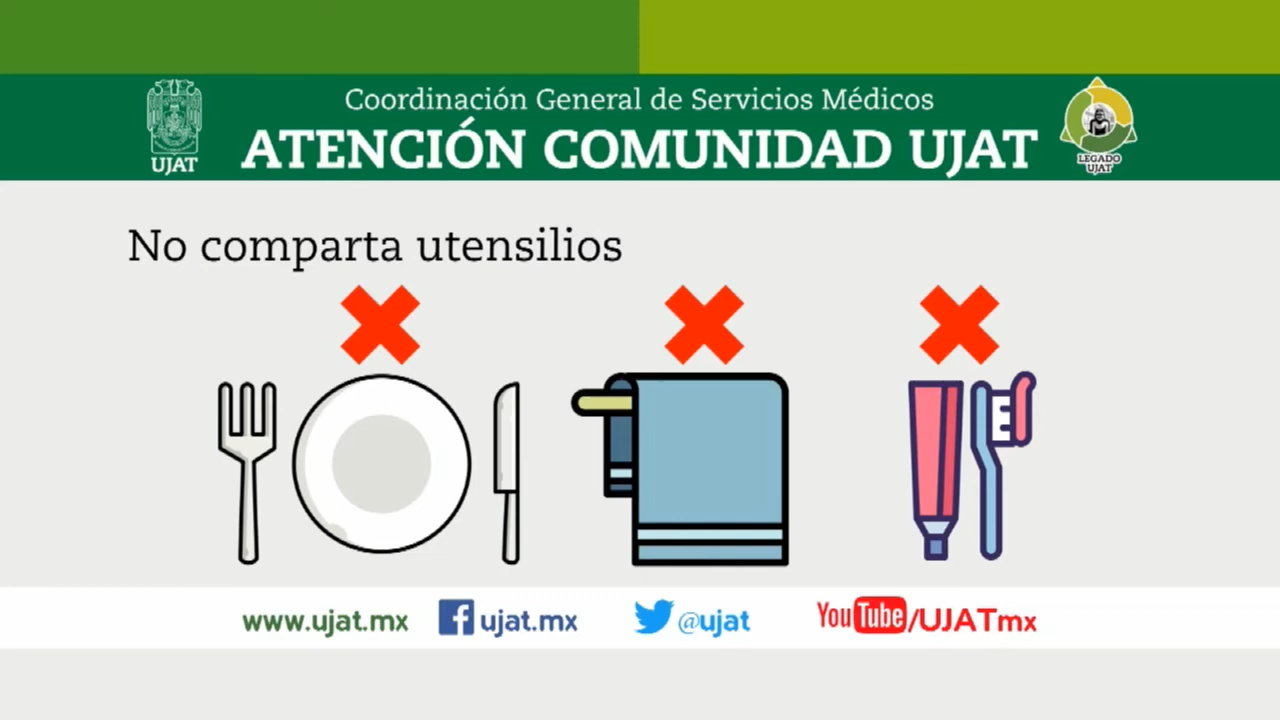 Coordinación General de Servicios Médicos
ATENCIÓN COMUNIDAD UJAT
UJAT
LEGADO
UJAT
No comparta utensilios
www.ujat.mx
f ujat.mx
@ujat
YouTube/UJATmx